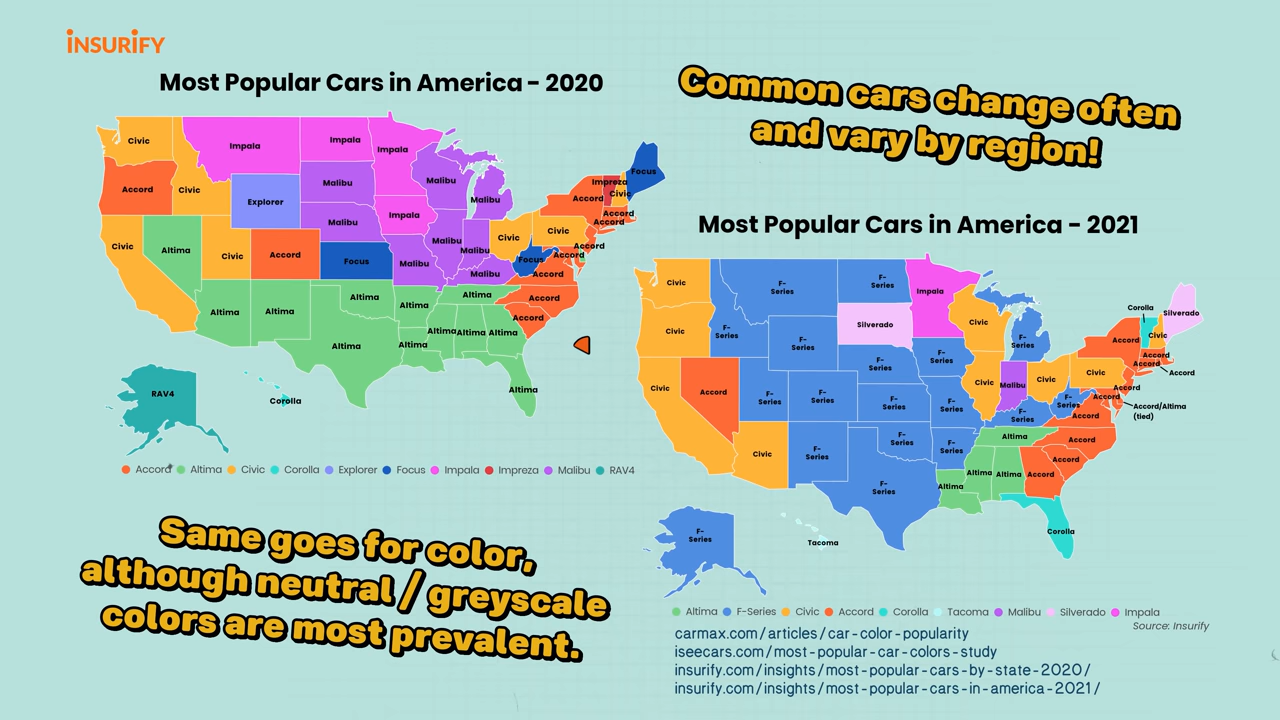 iNSURiFY
Most Popular Cars in America - 2020
Common cars change often
and vary by region!
Civic
Impala
Impala
Impala
Accord
Civic
Explorer
Malibu
Malibu
Malibu
Focus
Impreza
Civic
Accord
Accord
Accord
Civic
Altima
Civic
Accord
Malibu
Impala
Malibu
Malibu
Civic
Civic
Accord
Focus
Malibu
Malibu
Focus
Accord
Accord
Altima
Altima
Altima
Altima
Altima
Accord
Accord
Altima
Altima
Altima
Altima
Altima
Altima
RAV4
Corolla
Accord Altima Civic Corolla Explorer Focus Impala Impreza Malibu RAV4
Most Popular Cars in America - 2021
Civic
F-
Series
F-
Series
Impala
Corolla
Silverado
Civic
F-
Series
F-
Series
Silverado
Civic
F-
Series
Accord
Civic
Accord
Accord
Accord
Civic
Accord
F-
Series
F-
Series
F-
Series
F-
Series
Civic
Malibu
Civic
Civic
Accord
Accord
Accord/Altima
(tied)
F-
Series
F-
Series
F-
Series
F-
Series
Accord
Civic
F-
Series
F-
Series
F-
Series
Altima
Accord
Accord
F-
Series
Altima
Altima
Altima
Accord
Corolla
F-
Series
Tacoma
Altima F-Series Civic Accord Corolla Tacoma Malibu Silverado Impala
Source: Insurify
Same goes for color,
although neutral / greyscale
colors are most prevalent.
carmax.com/articles/car-color-popularity
iseecars.com/most-popular-car-colors-study
insurify.com/insights/most-popular-cars-by-state-2020/
insurify.com/insights/most-popular-cars-in-america-2021/